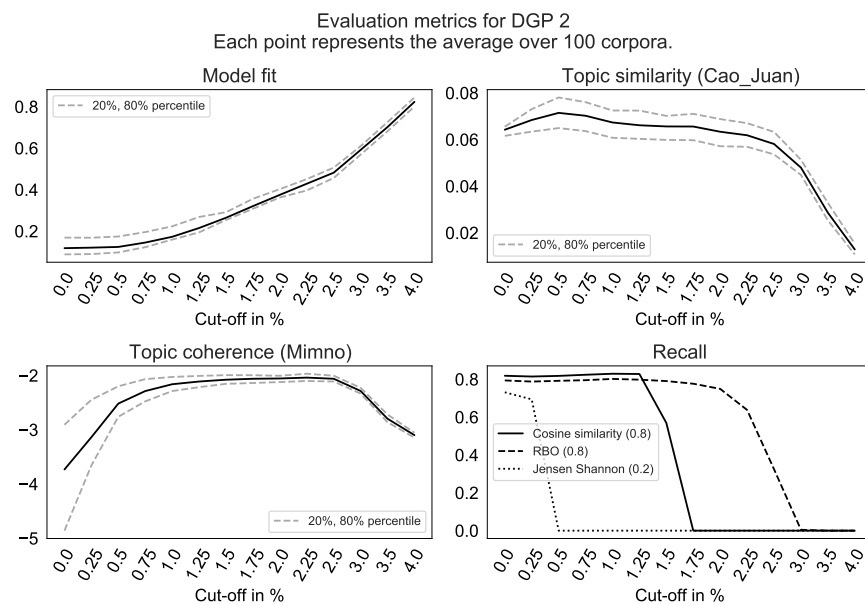 Evaluation metrics for DGP 2
Each point represents the average over 100 corpora.
Model fit
20%, 80% percentile
0.8
0.6
0.4
0.2
0.0 0.25 0.5 0.75 1.0 1.25 1.5 1.75 2.0 2.25 2.5 3.0 3.5 4.0
Cut-off in %
Topic similarity (Cao_Juan)
0.08
0.06
0.04
0.02
20%, 80% percentile
0.0 0.25 0.5 0.75 1.0 1.25 1.5 1.75 2.0 2.25 2.5 3.0 3.5 4.0
Cut-off in %
Topic coherence (Mimno)
−2
−3
−4
−5
20%, 80% percentile
0.0 0.25 0.5 0.75 1.0 1.25 1.5 1.75 2.0 2.25 2.5 3.0 3.5 4.0
Cut-off in %
Recall
0.8
0.6
0.4
0.2
0.0
Cosine similarity (0.8)
RBO (0.8)
Jensen Shannon (0.2)
0.0 0.25 0.5 0.75 1.0 1.25 1.5 1.75 2.0 2.25 2.5 3.0 3.5 4.0
Cut-off in %